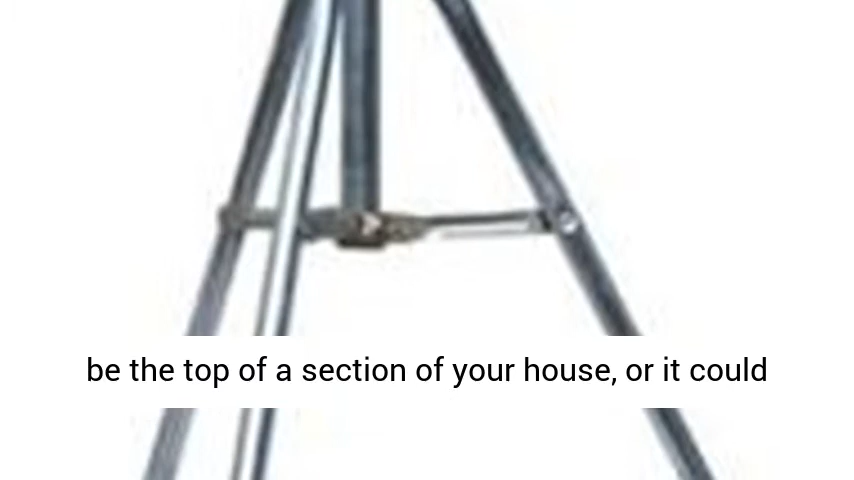 be the top of a section of your house, or it could